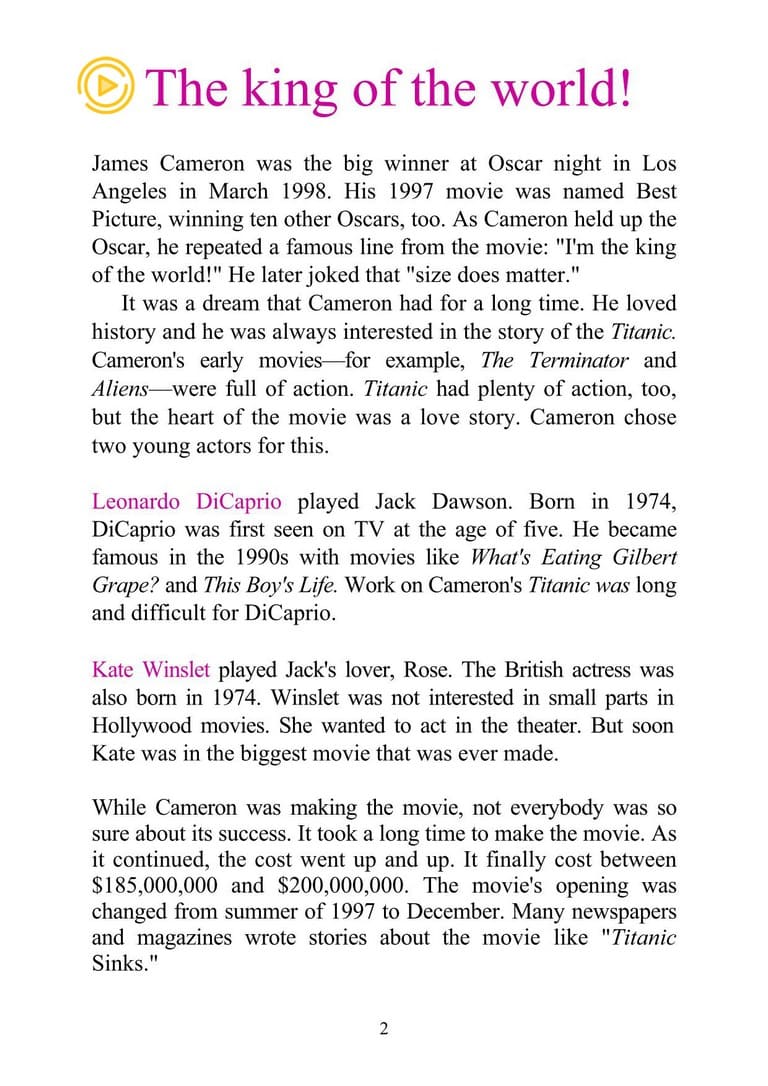 The king of the world!
James Cameron was the big winner at Oscar night in Los
Angeles in March 1998. His 1997 movie was named Best
Picture, winning ten other Oscars, too. As Cameron held up the
Oscar, he repeated a famous line from the movie: "I'm the king
of the world!" He later joked that "size does matter."
It was a dream that Cameron had for a long time. He loved
history and he was always interested in the story of the Titanic.
Cameron's early movies—for example, The Terminator and
Aliens—were full of action. Titanic had plenty of action, too,
but the heart of the movie was a love story. Cameron chose
two young actors for this.
Leonardo DiCaprio played Jack Dawson. Born in 1974,
DiCaprio was first seen on TV at the age of five. He became
famous in the 1990s with movies like What's Eating Gilbert
Grape? and This Boy's Life. Work on Cameron's Titanic was long
and difficult for DiCaprio.
Kate Winslet played Jack's lover, Rose. The British actress was
also born in 1974. Winslet was not interested in small parts in
Hollywood movies. She wanted to act in the theater. But soon
Kate was in the biggest movie that was ever made.
While Cameron was making the movie, not everybody was so
sure about its success. It took a long time to make the movie. As
it continued, the cost went up and up. It finally cost between
$185,000,000 and $200,000,000. The movie's opening was
changed from summer of 1997 to December. Many newspapers
and magazines wrote stories about the movie like "Titanic
Sinks."
2